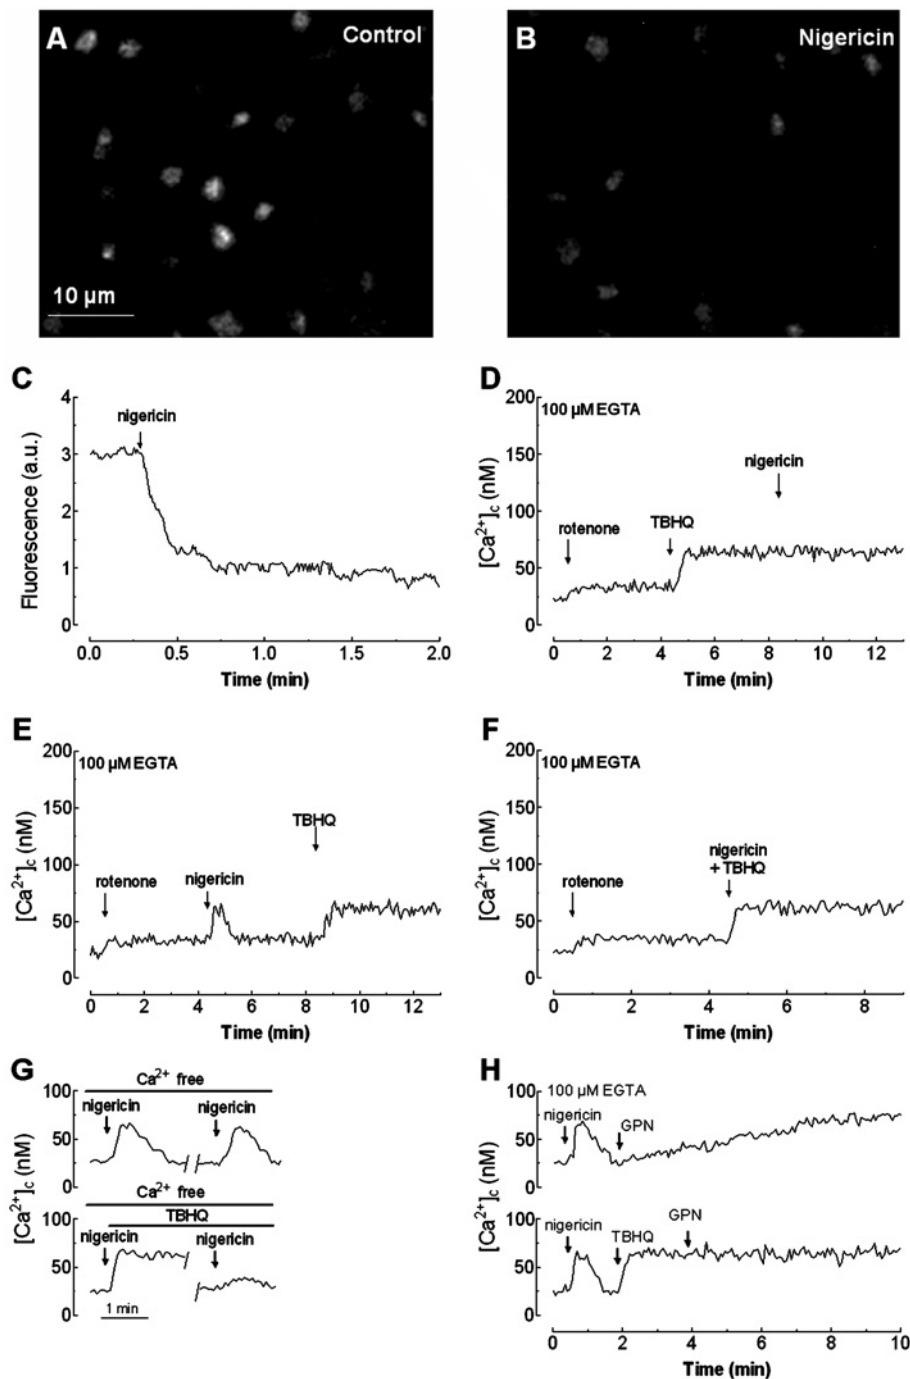 A
Control
10 µm
B
Nigericin
C
4
3
2
1
0
Fluorescence (a.u.)
nigericin
0.0
0.5
1.0
1.5
2.0
Time (min)
D
200
150
100
50
0
[Ca²⁺]c (nM)
100 µM EGTA
rotenone
TBHQ
nigericin
0
2
4
6
8
10
12
Time (min)
E
200
150
100
50
0
[Ca²⁺]c (nM)
100 µM EGTA
rotenone
nigericin
TBHQ
0
2
4
6
8
10
12
Time (min)
F
200
150
100
50
0
[Ca²⁺]c (nM)
100 µM EGTA
rotenone
nigericin
+ TBHQ
0
2
4
6
8
Time (min)
G
[Ca²⁺]c (nM)
100
50
0
Ca²⁺ free
nigericin
nigericin
100
50
0
Ca²⁺ free
TBHQ
nigericin
nigericin
1 min
H
[Ca²⁺]c (nM)
100
50
0
100 µM EGTA
nigericin
GPN
100
50
0
nigericin
TBHQ
GPN
0
2
4
6
8
10
Time (min)